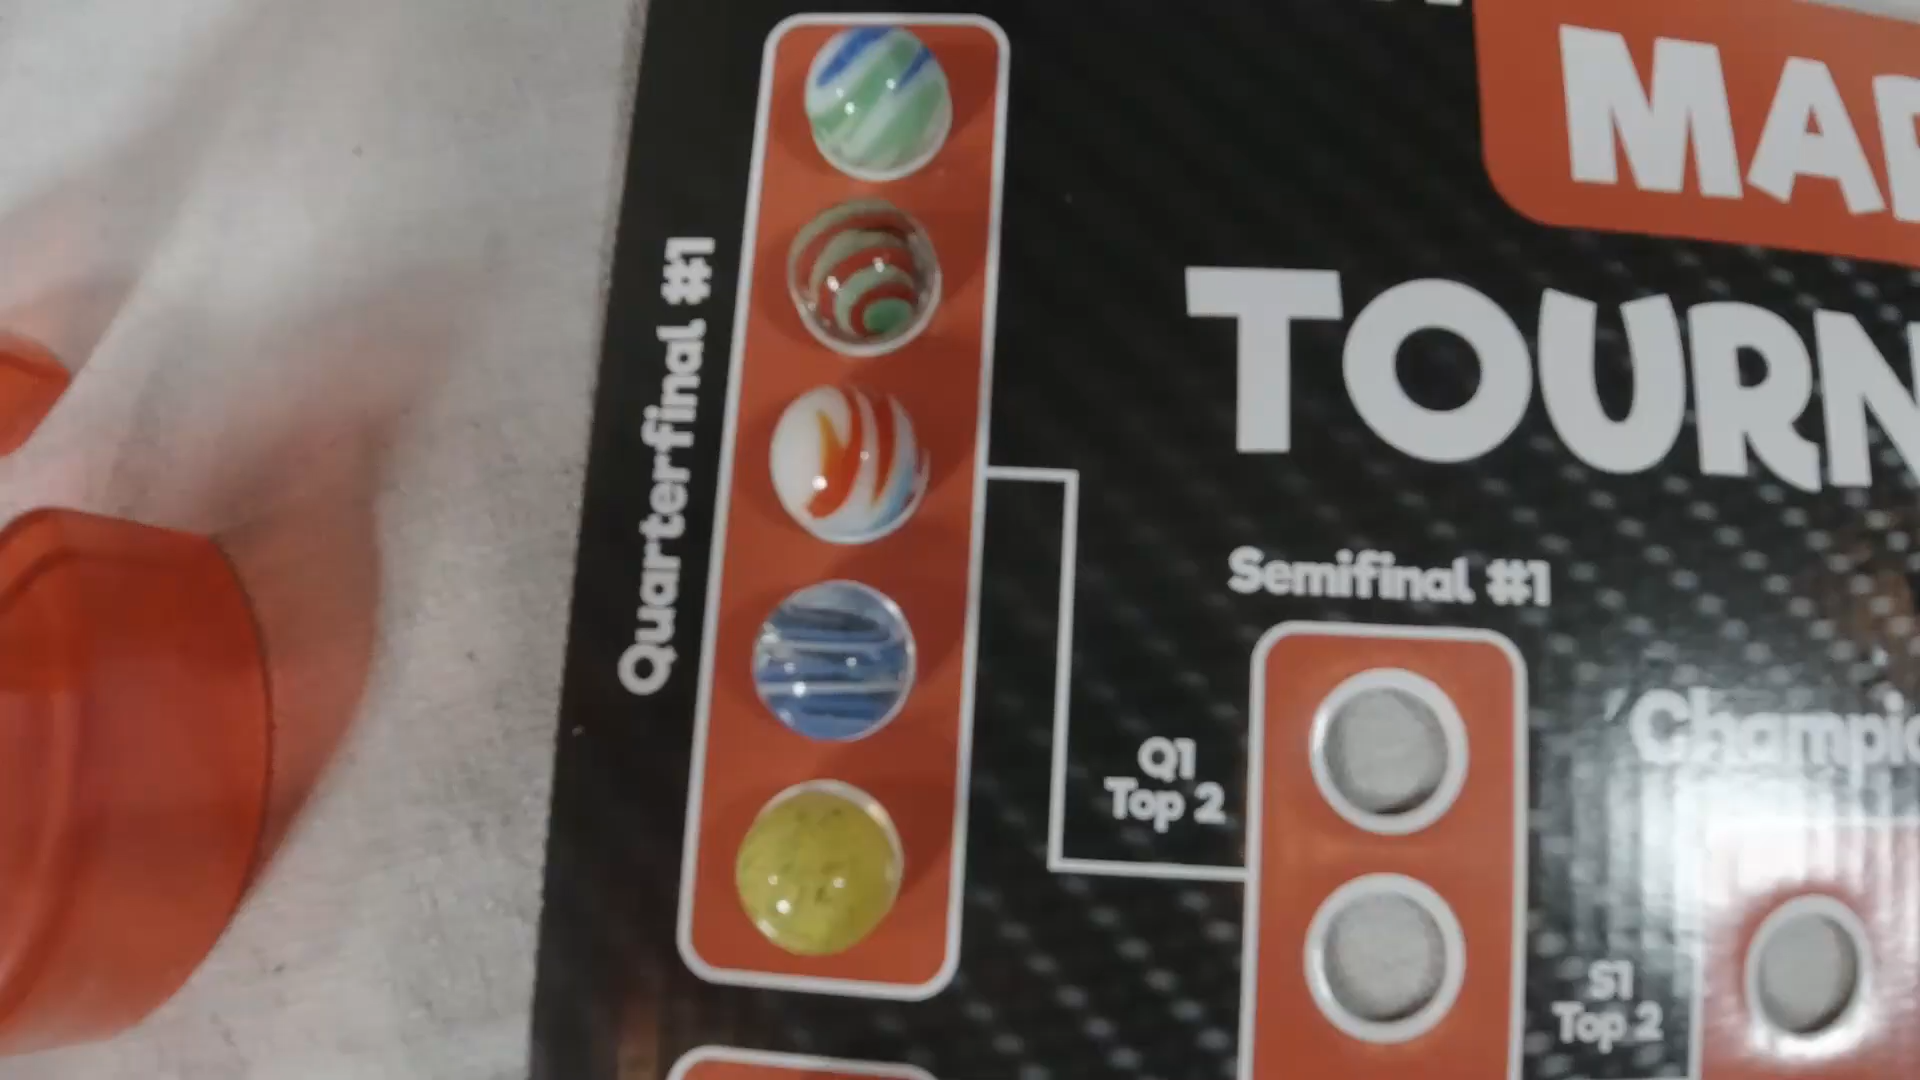 MAR
TOURN
Quarterfinal #1
Semifinal #1
Q1
Top 2
Champio
S1
Top 2